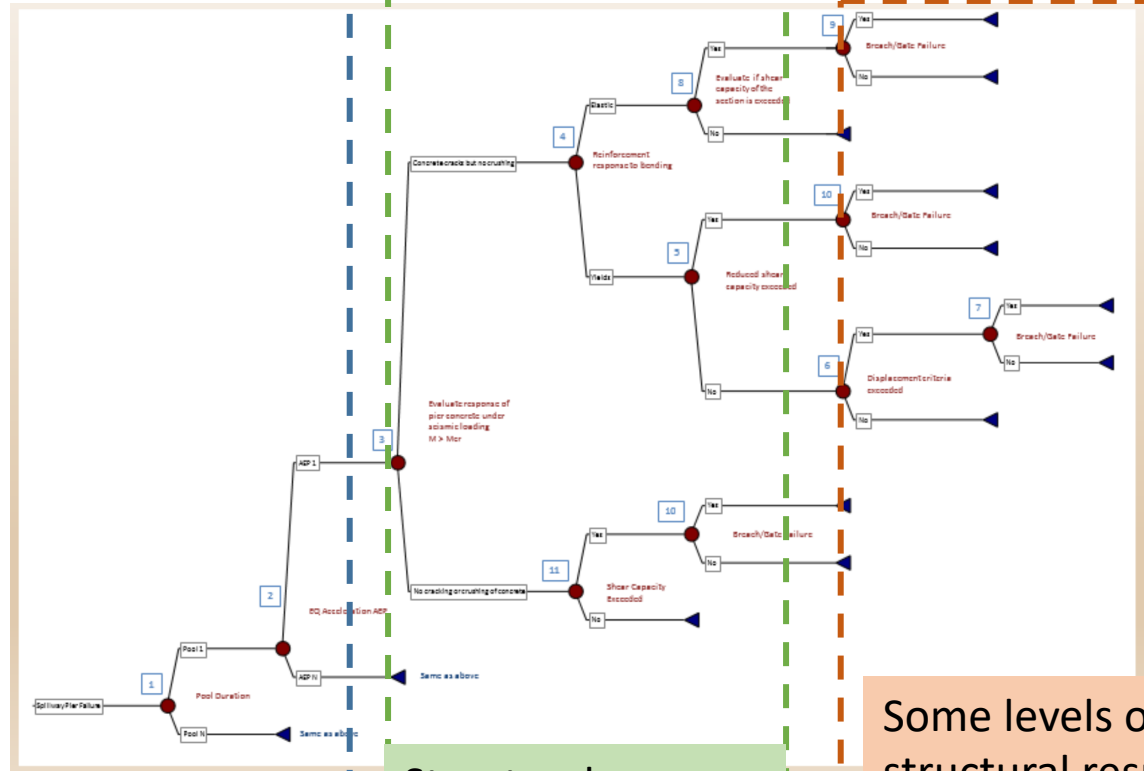 9
Yes
Breach/Gate Failure
No
8
Yes
Evaluate if shear
capacity of the
section is exceeded
No
Elastic
4
Reinforcement
response to bending
Concrete cracks but no crushing
10
Yes
Breach/Gate Failure
No
5
Yes
Reduced shear
capacity exceeded
Yields
No
7
Yes
Breach/Gate Failure
No
6
Yes
Displacement criteria
exceeded
No
Evaluate response of
pier concrete under
seismic loading
M > Mcr
3
AEP 1
10
Yes
Breach/Gate Failure
No
11
Yes
Shear Capacity
Exceeded
No
No cracking or crushing of concrete
2
EQ Acceleration AEP
AEP N
Same as above
1
Pool 1
Pool Duration
Spillway Pier Failure
Pool N
Same as above
Some levels o
structural res